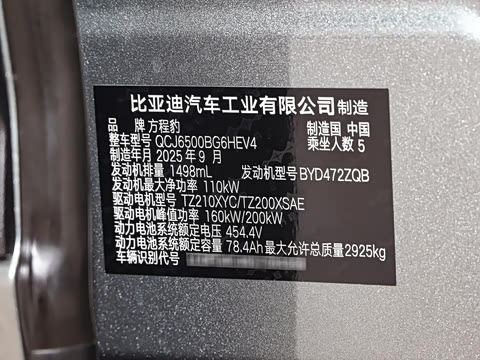 比亚迪汽车工业有限公司 制造
品 牌 方程豹 制造国 中国
整车型号 QCJ6500BG6HEV4 乘坐人数 5
制造年月 2025 年 9 月
发动机排量 1498mL 发动机型号 BYD472ZQB
发动机最大净功率 110kW
驱动电机型号 TZ210XYC/TZ200XSAE
驱动电机峰值功率 160kW/200kW
动力电池系统额定电压 454.4V
动力电池系统额定容量 78.4Ah 最大允许总质量 2925kg
车辆识别代号